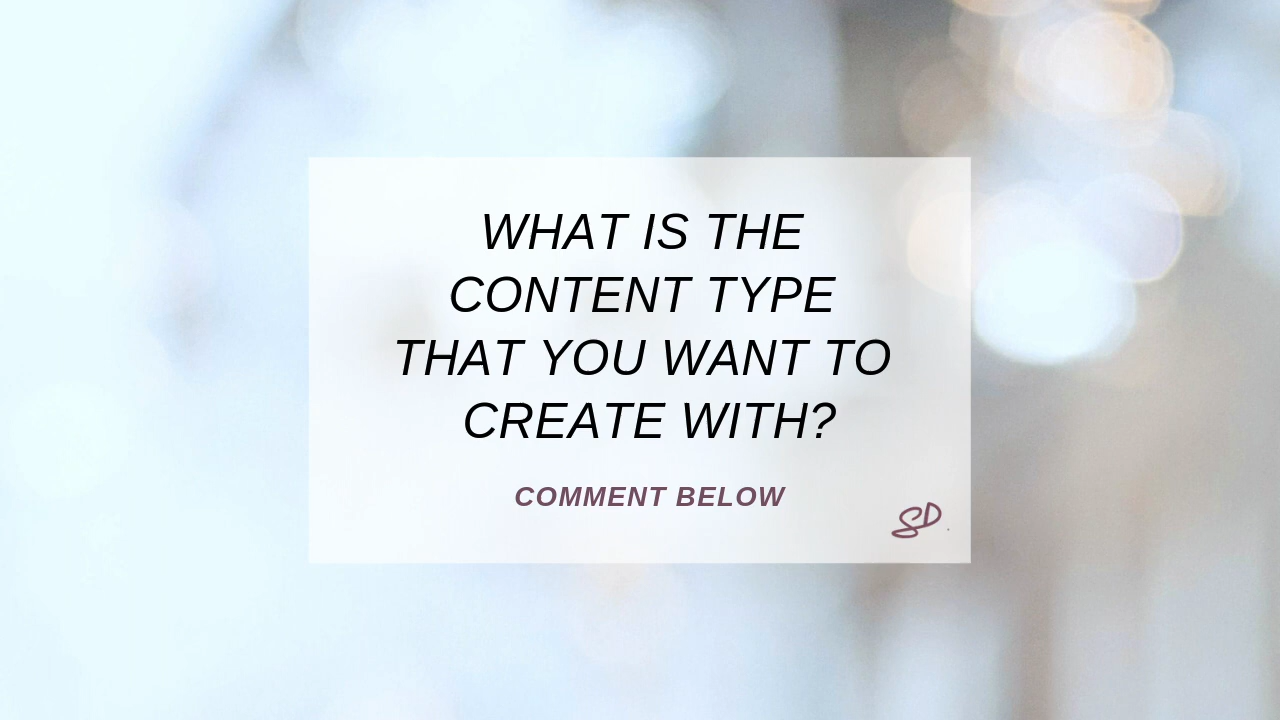 WHAT IS THE
CONTENT TYPE
THAT YOU WANT TO
CREATE WITH?
COMMENT BELOW
SD.